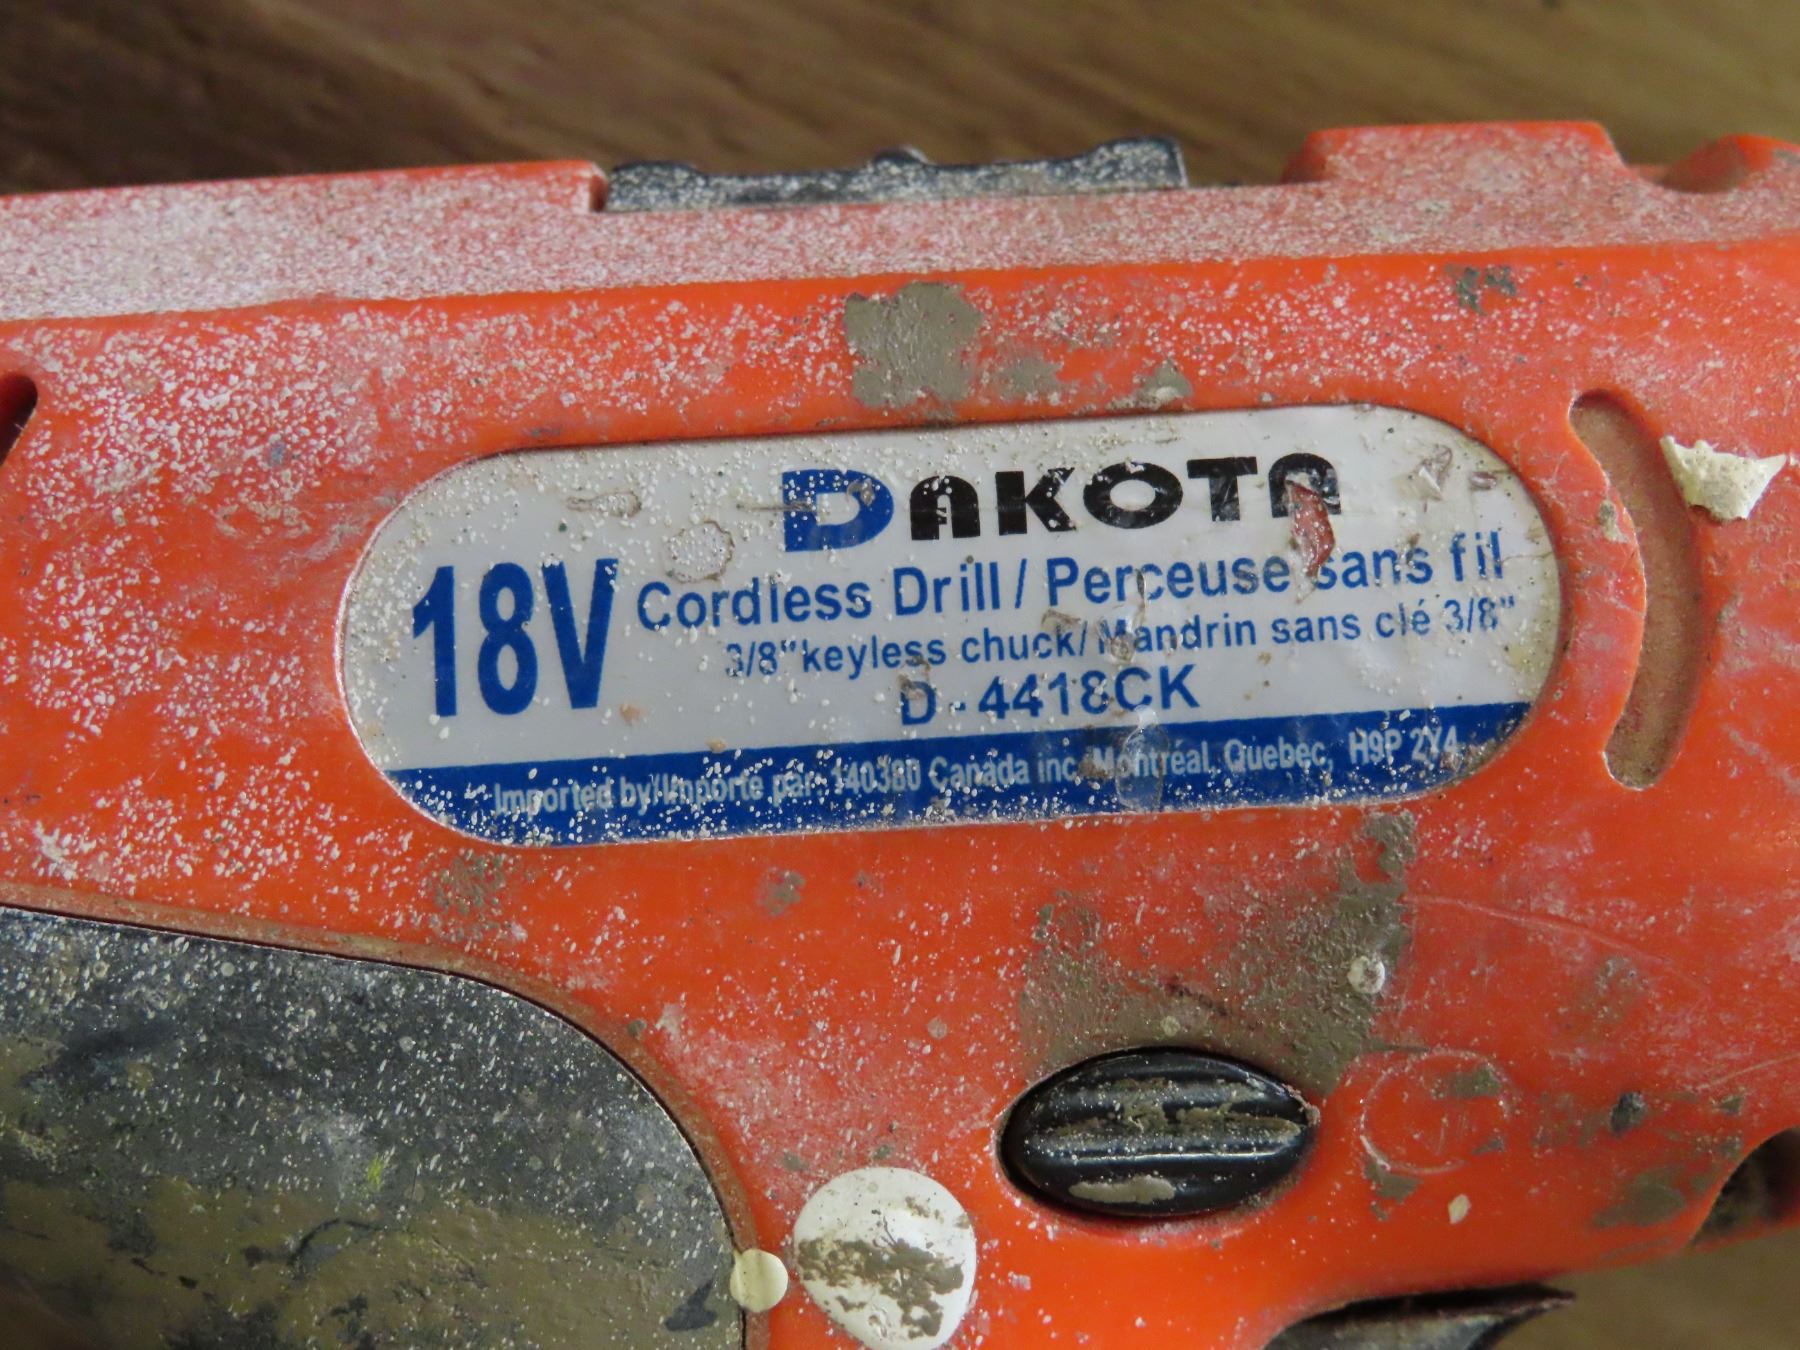 DAKOTA
18V
Cordless Drill / Perceuse sans fil
3/8" keyless chuck/ Mandrin sans clé 3/8"
D-4418CK
Imported by/Importé par 140380 Canada inc. Montréal, Quebec, H9P 2Y4